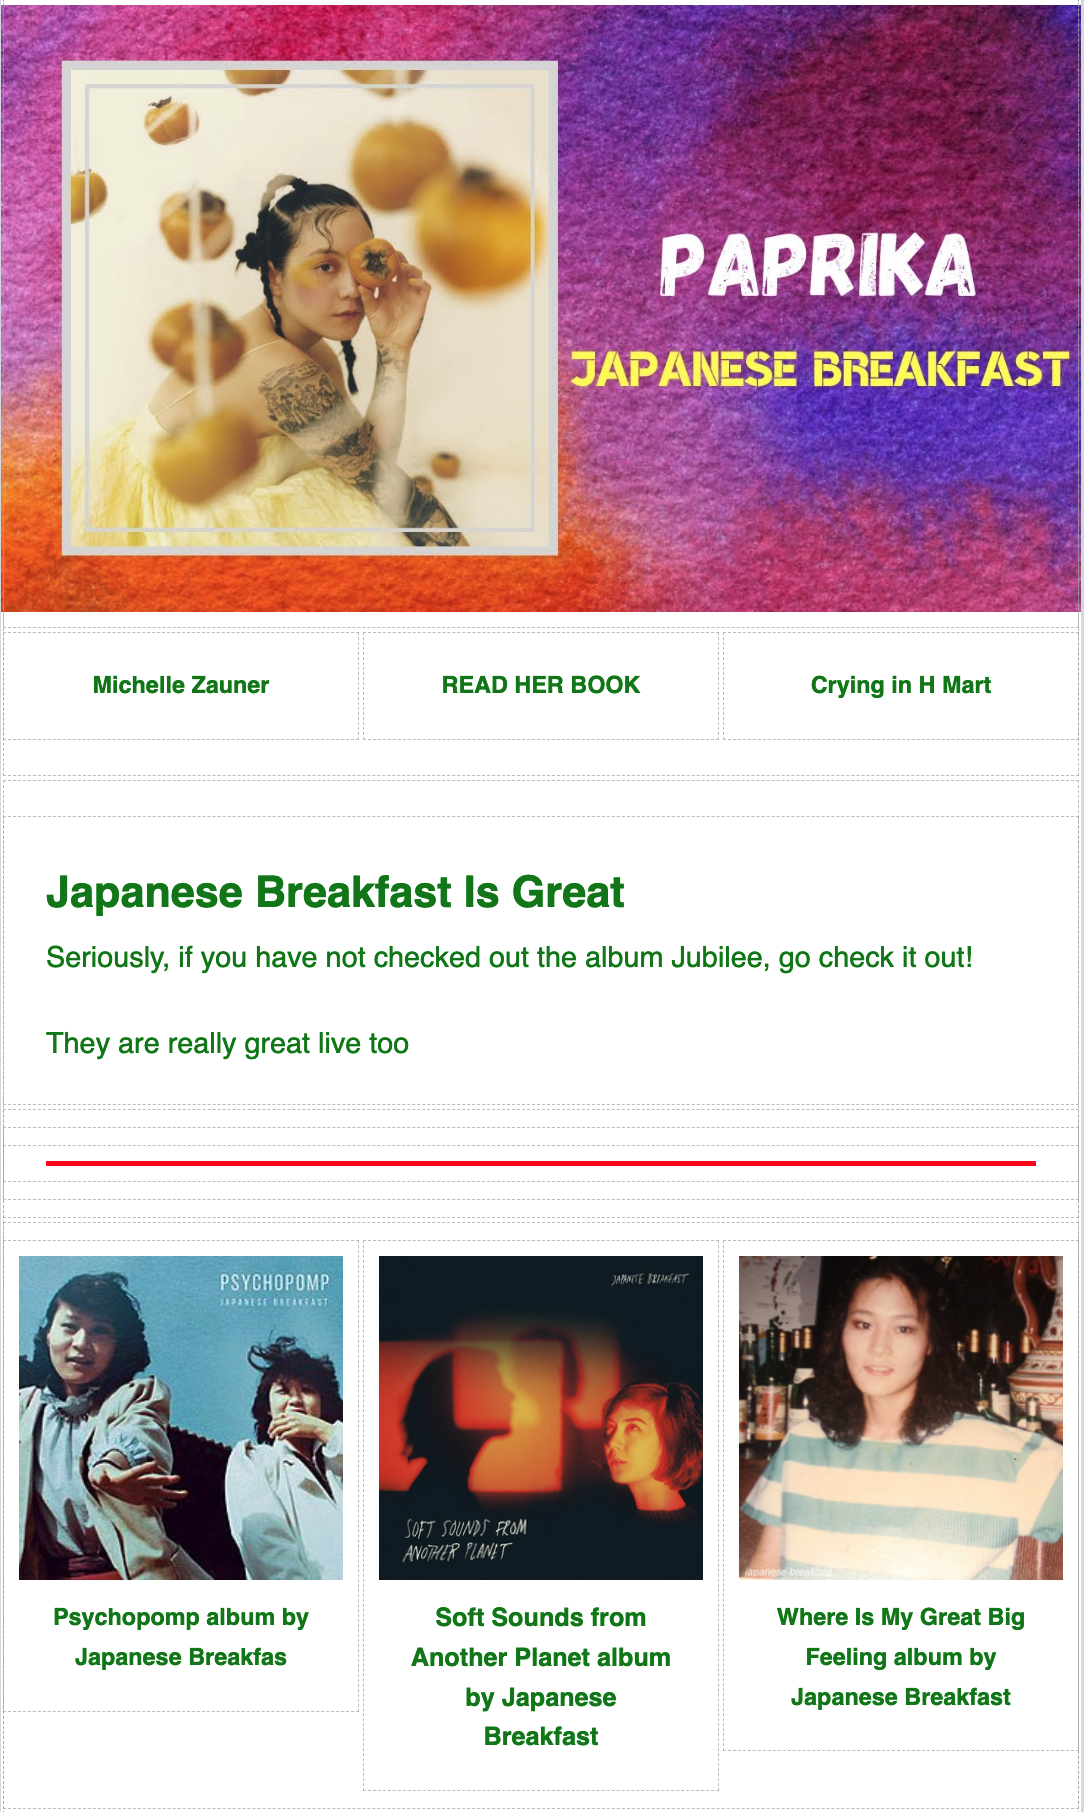 PAPRIKA
JAPANESE BREAKFAST
Michelle Zauner
READ HER BOOK
Crying in H Mart
Japanese Breakfast Is Great
Seriously, if you have not checked out the album Jubilee, go check it out!
They are really great live too
PSYCHOPOMP
JAPANESE BREAKFAST
Psychopomp album by
Japanese Breakfas
JAPANESE BREAKFAST
SOFT SOUNDS FROM
ANOTHER PLANET
Soft Sounds from
Another Planet album
by Japanese
Breakfast
japanese breakfast
Where Is My Great Big
Feeling album by
Japanese Breakfast